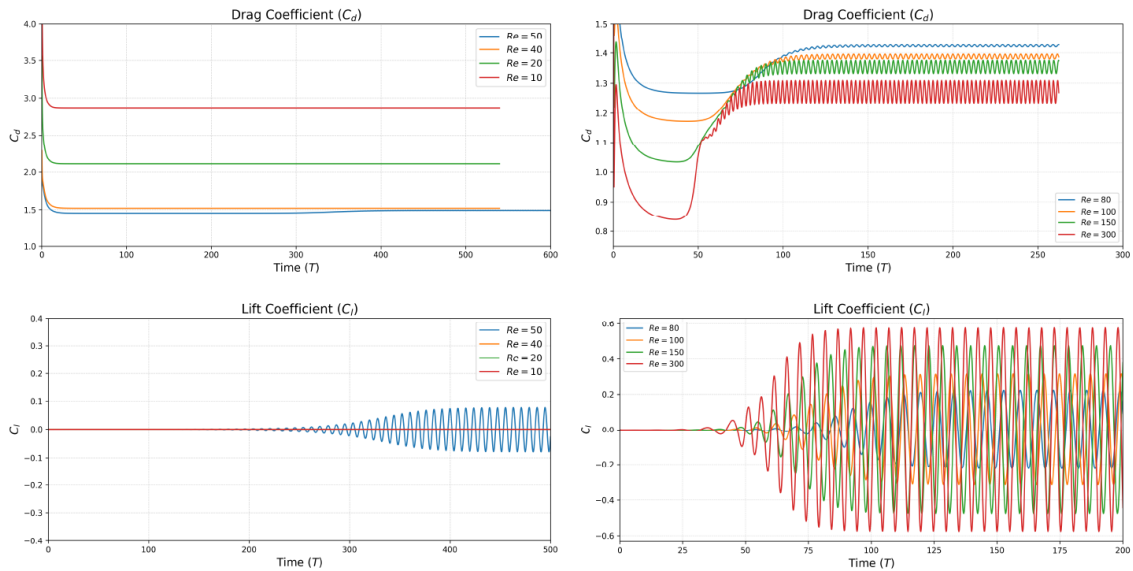 Drag Coefficient (C_d)
4.0
3.5
3.0
2.5
2.0
1.5
1.0
C_d
0
100
200
300
400
500
600
Time (T)
Re = 50
Re = 40
Re = 20
Re = 10
Drag Coefficient (C_d)
1.5
1.4
1.3
1.2
1.1
1.0
0.9
0.8
C_d
0
50
100
150
200
250
300
Time (T)
Re = 80
Re = 100
Re = 150
Re = 300
Lift Coefficient (C_l)
0.4
0.3
0.2
0.1
0.0
−0.1
−0.2
−0.3
−0.4
C_l
0
100
200
300
400
500
Time (T)
Re = 50
Re = 40
Re = 20
Re = 10
Lift Coefficient (C_l)
0.6
0.4
0.2
0.0
−0.2
−0.4
−0.6
C_l
0
25
50
75
100
125
150
175
200
Time (T)
Re = 80
Re = 100
Re = 150
Re = 300